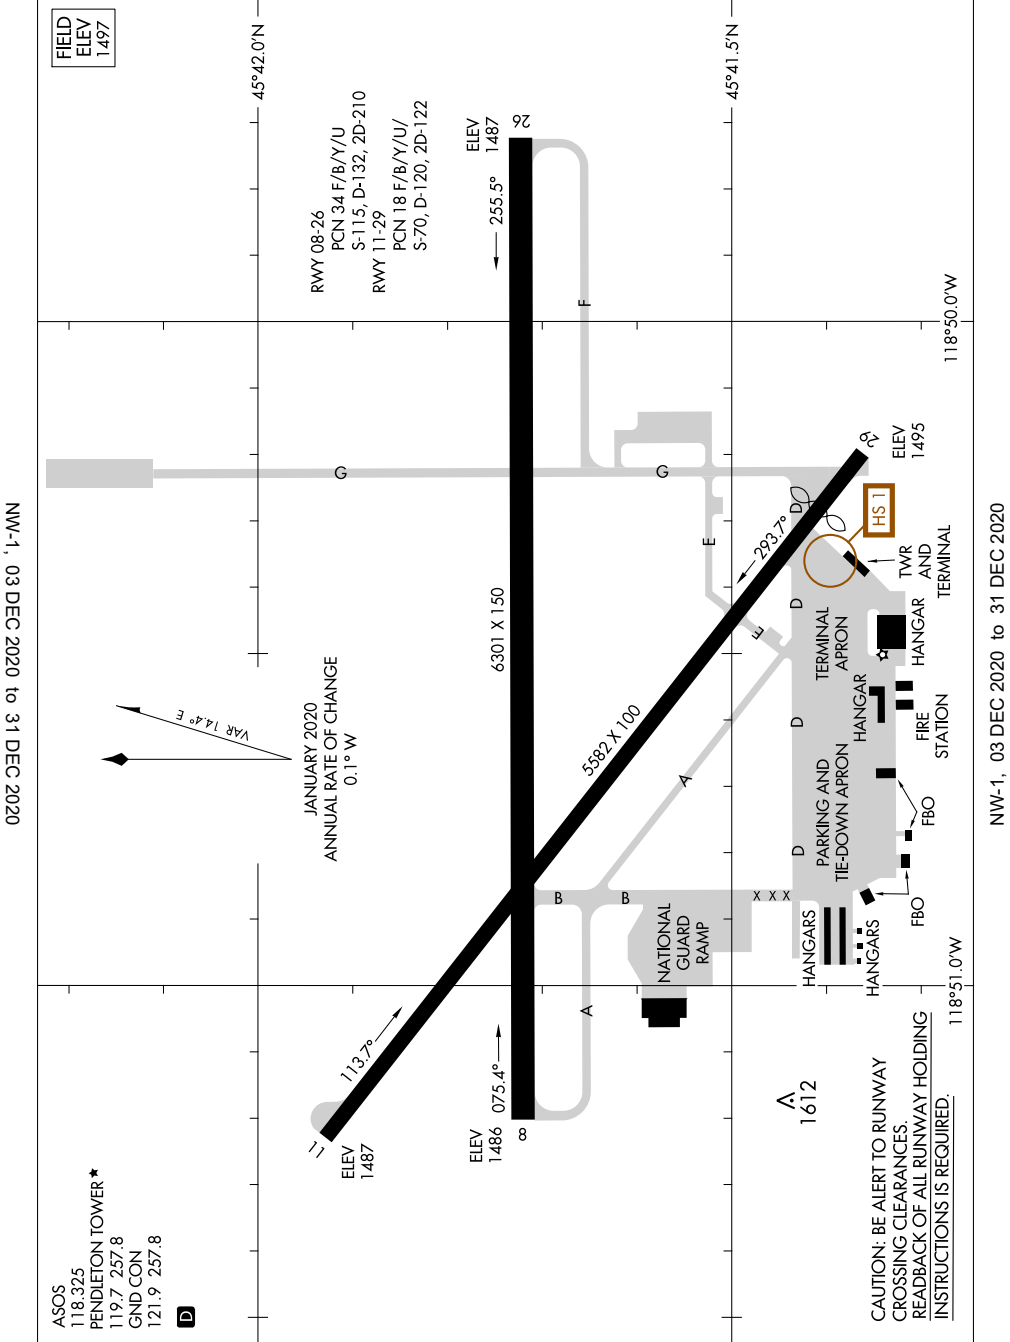 FIELD
ELEV
1497
45°42.0'N
45°41.5'N
RWY 08-26
PCN 34 F/B/Y/U
S-115, D-132, 2D-210
RWY 11-29
PCN 18 F/B/Y/U/
S-70, D-120, 2D-122
ELEV
1487
26
255.5°
F
118°50.0'W
G
G
29
ELEV
1495
HS 1
D
293.7°
E
TWR
AND
TERMINAL
D
E
TERMINAL
APRON
HANGAR
6301 X 150
VAR 14.4° E
JANUARY 2020
ANNUAL RATE OF CHANGE
0.1° W
5582 X 100
A
D
HANGAR
FIRE
STATION
PARKING AND
TIE-DOWN APRON
D
FBO
FBO
B
B
X X X
NATIONAL
GUARD
RAMP
HANGARS
HANGARS
118°51.0'W
A
113.7°
075.4°
11
ELEV
1487
ELEV
1486
8
1612
ASOS
118.325
PENDLETON TOWER
119.7 257.8
GND CON
121.9 257.8
D
CAUTION: BE ALERT TO RUNWAY
CROSSING CLEARANCES.
READBACK OF ALL RUNWAY HOLDING
INSTRUCTIONS IS REQUIRED.
NW-1, 03 DEC 2020 to 31 DEC 2020
NW-1, 03 DEC 2020 to 31 DEC 2020